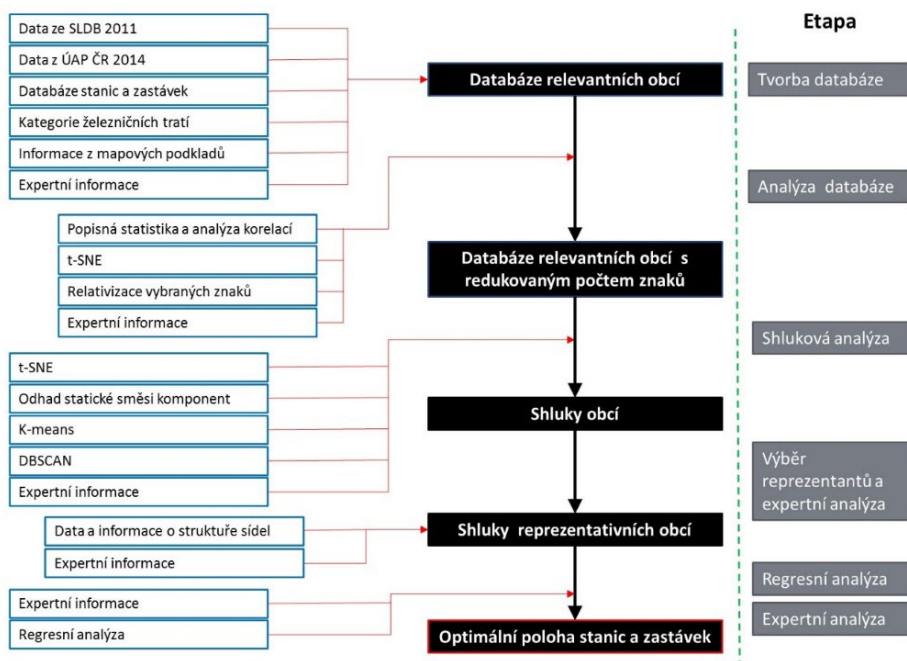 Data ze SLDB 2011
Data z ÚAP ČR 2014
Databáze stanic a zastávek
Kategorie železničních tratí
Informace z mapových podkladů
Expertní informace
Popisná statistika a analýza korelací
t-SNE
Relativizace vybraných znaků
Expertní informace
t-SNE
Odhad statické směsi komponent
K-means
DBSCAN
Expertní informace
Data a informace o struktuře sídel
Expertní informace
Expertní informace
Regresní analýza
Databáze relevantních obcí
Databáze relevantních obcí s
redukovaným počtem znaků
Shluky obcí
Shluky reprezentativních obcí
Optimální poloha stanic a zastávek
Etapa
Tvorba databáze
Analýza databáze
Shluková analýza
Výběr
reprezentantů a
expertní analýza
Regresní analýza
Expertní analýza